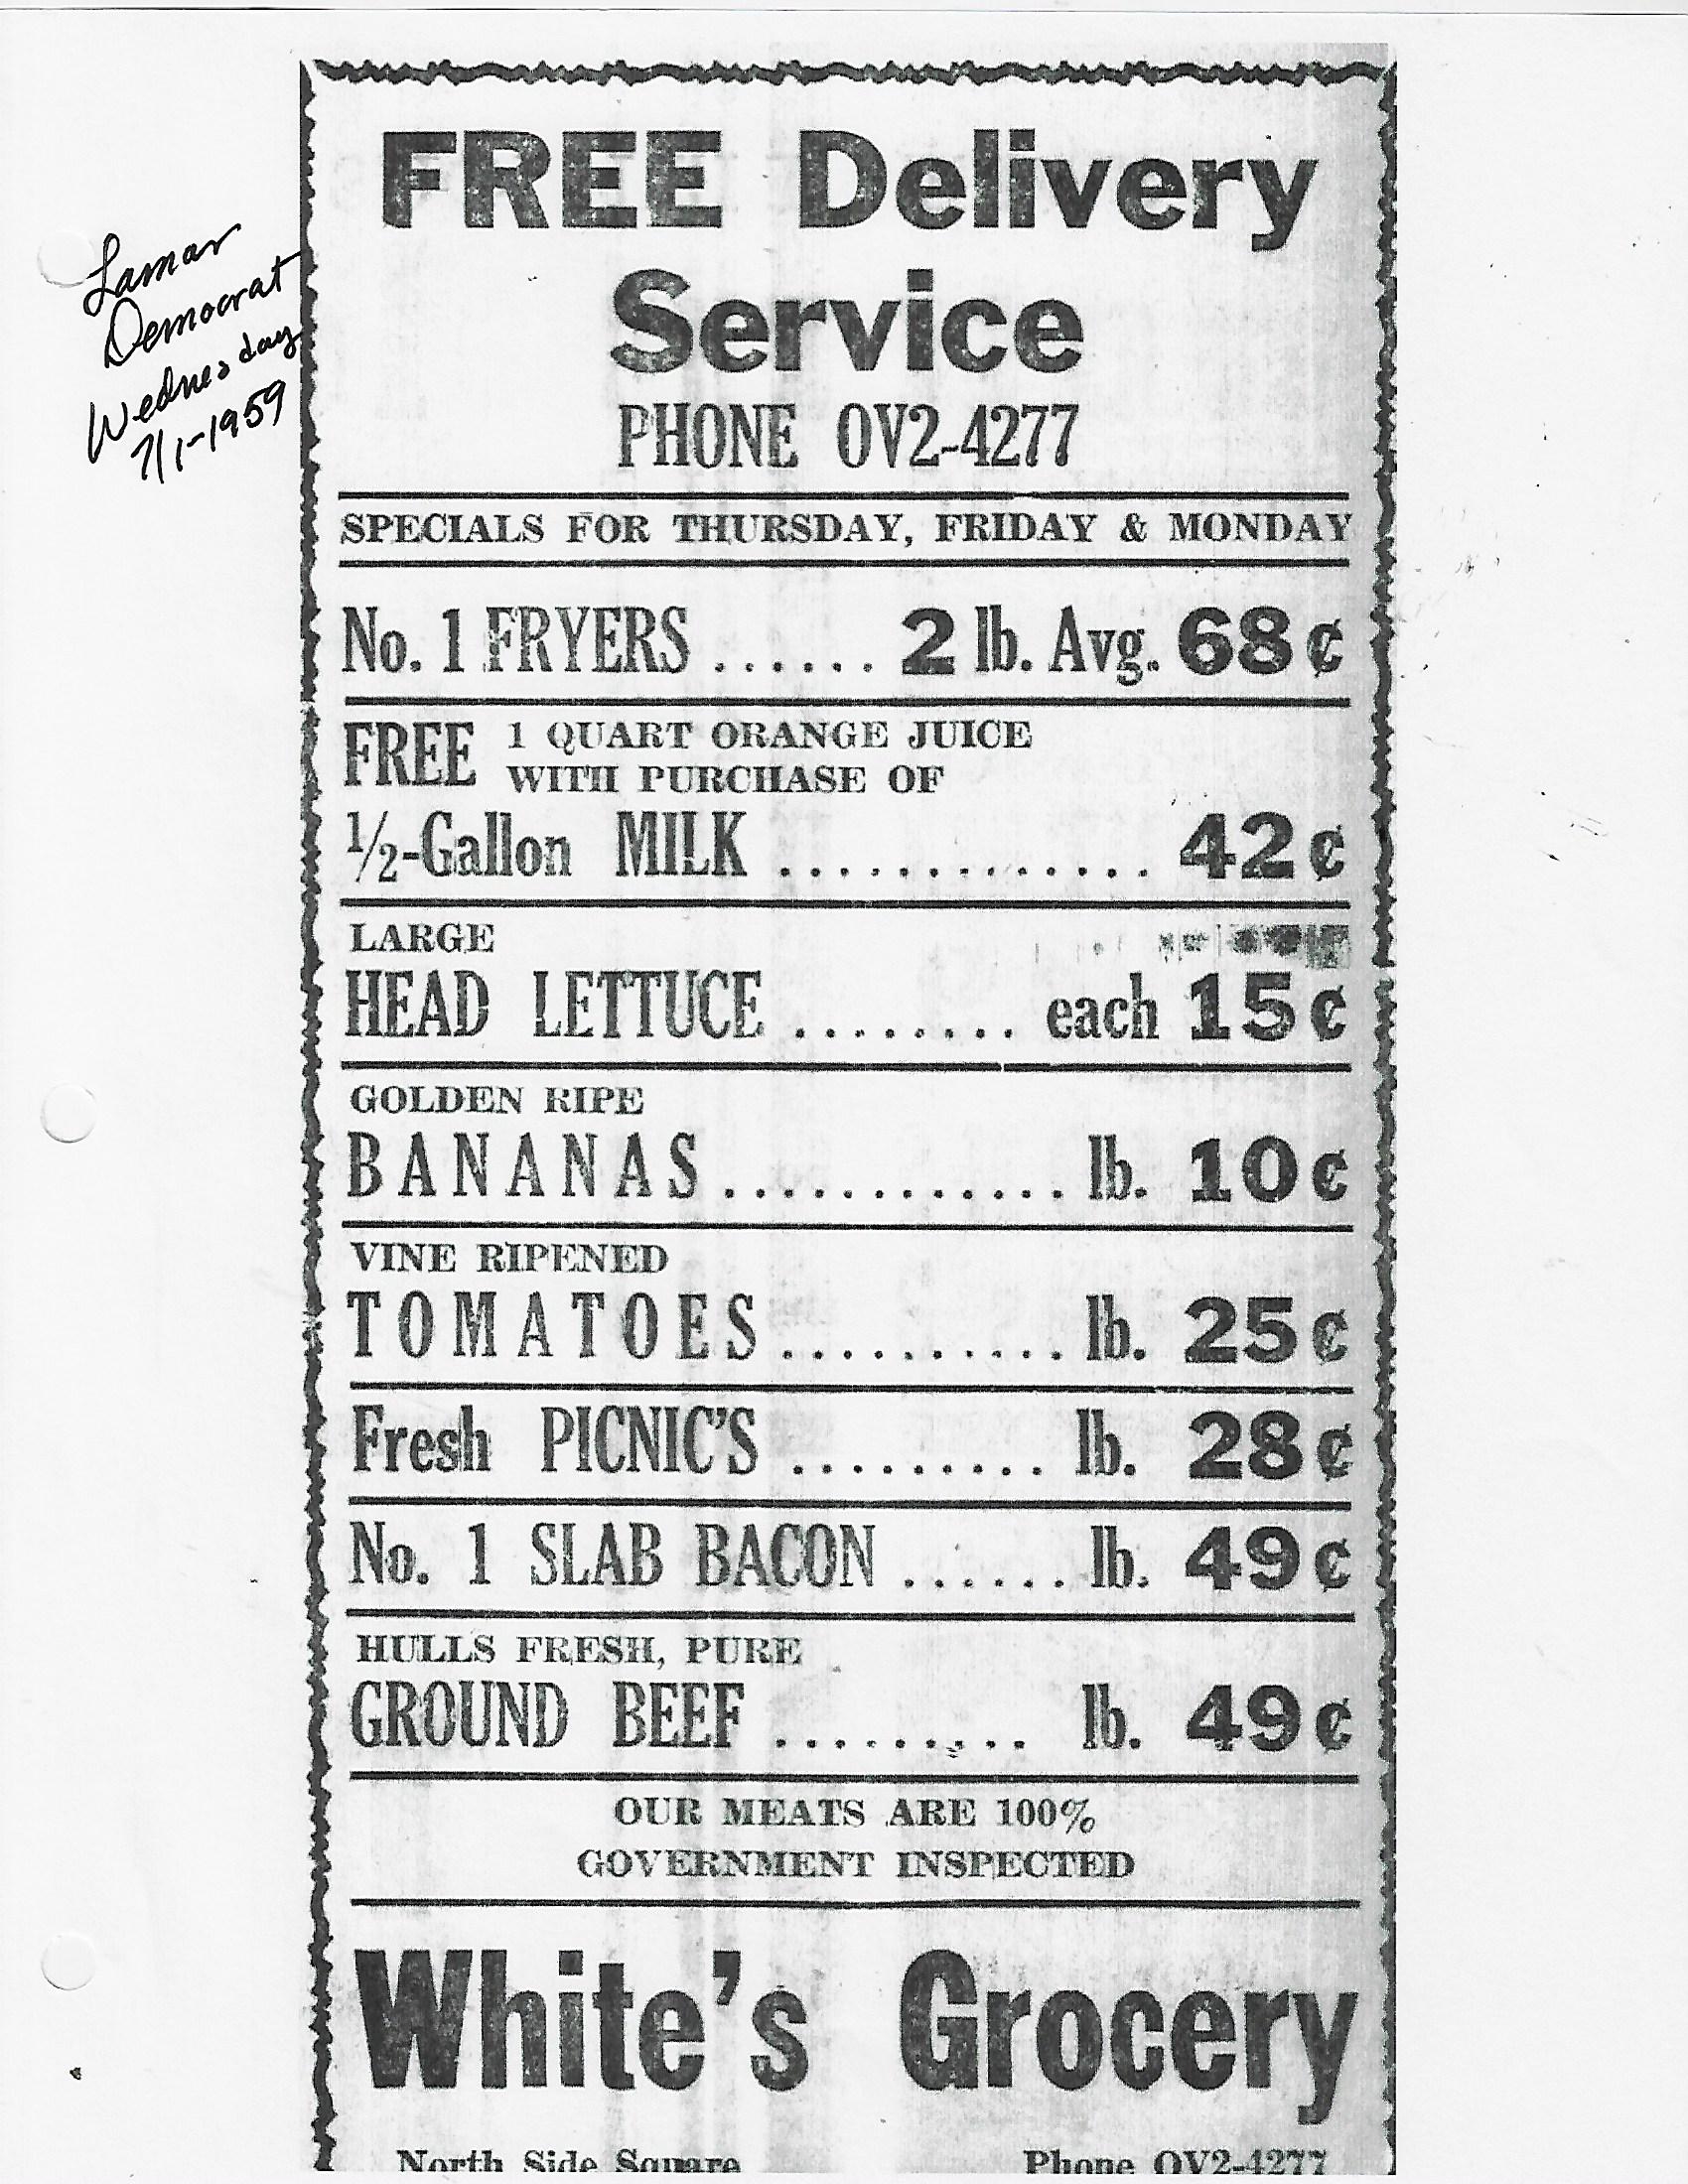 Lamar
Democrat
Wednesday
7/1-1959
FREE Delivery
Service
PHONE OV2-4277
SPECIALS FOR THURSDAY, FRIDAY & MONDAY
No. 1 FRYERS ...... 2 lb. Avg. 68¢
FREE 1 QUART ORANGE JUICE
WITH PURCHASE OF
½-Gallon MILK ............. 42¢
LARGE
HEAD LETTUCE ........ each 15¢
GOLDEN RIPE
BANANAS ............ lb. 10¢
VINE RIPENED
TOMATOES .......... lb. 25¢
Fresh PICNIC'S ......... lb. 28¢
No. 1 SLAB BACON ...... lb. 49¢
HULLS FRESH, PURE
GROUND BEEF ......... lb. 49¢
OUR MEATS ARE 100%
GOVERNMENT INSPECTED
White's Grocery
North Side Square Phone OV2-4277